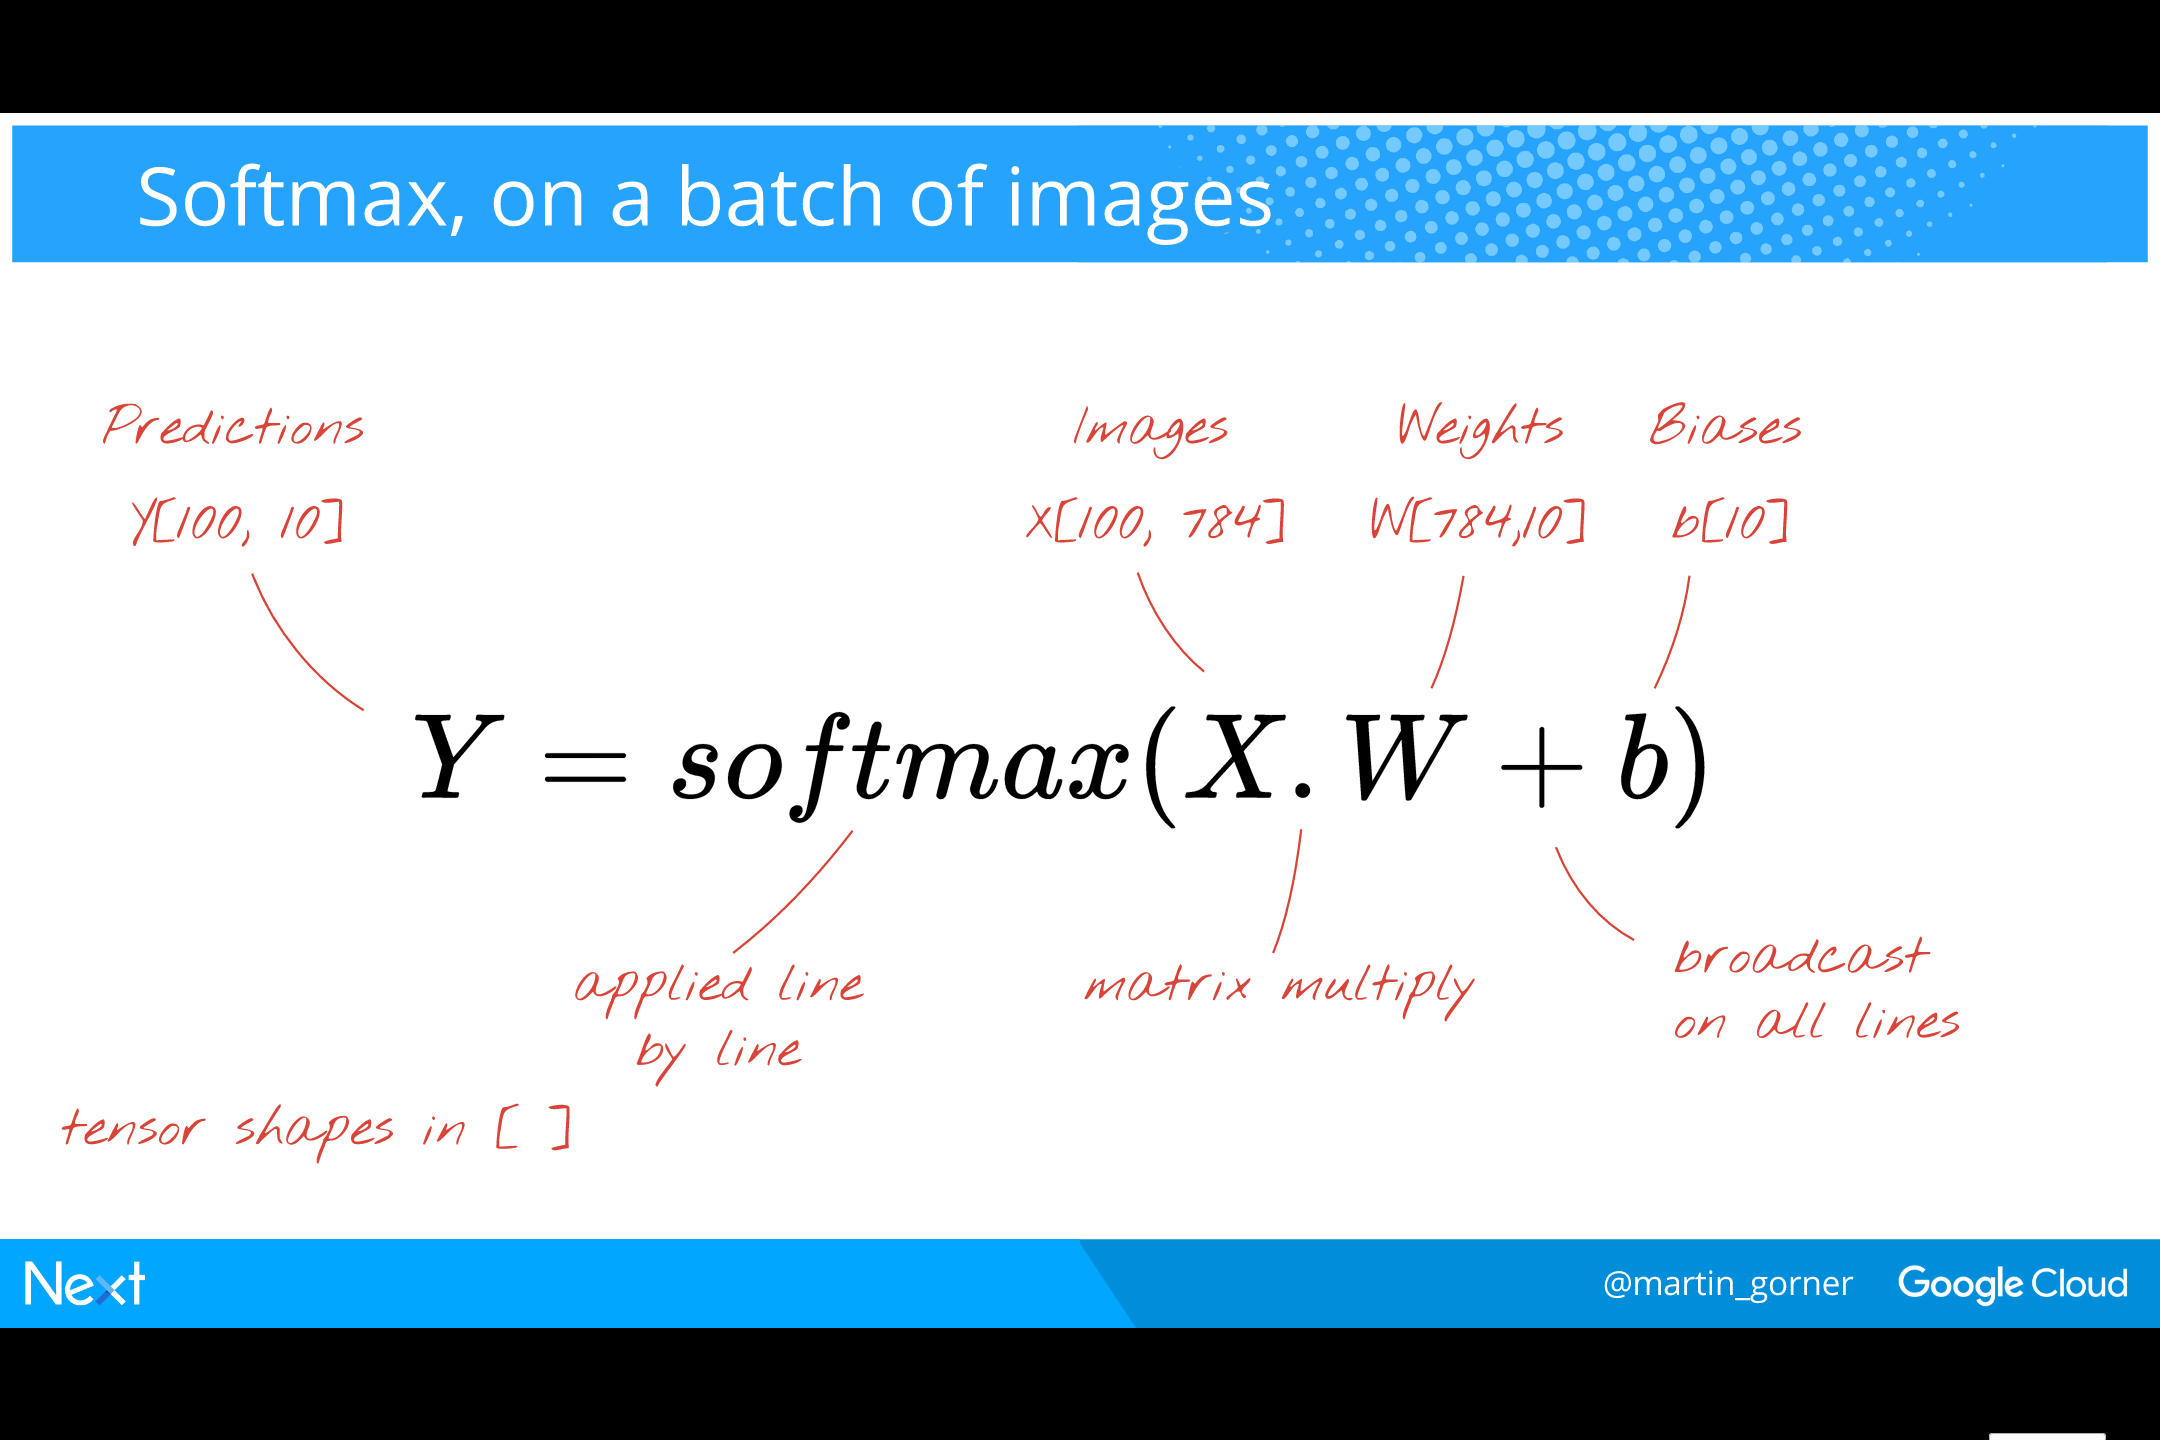 Softmax, on a batch of images
Predictions
Images
Weights
Biases
Y[100, 10]
X[100, 784]
W[784,10]
b[10]
Y = softmax(X.W + b)
applied line
by line
matrix multiply
broadcast
on all lines
tensor shapes in [ ]
Next
@martin_gorner
Google Cloud